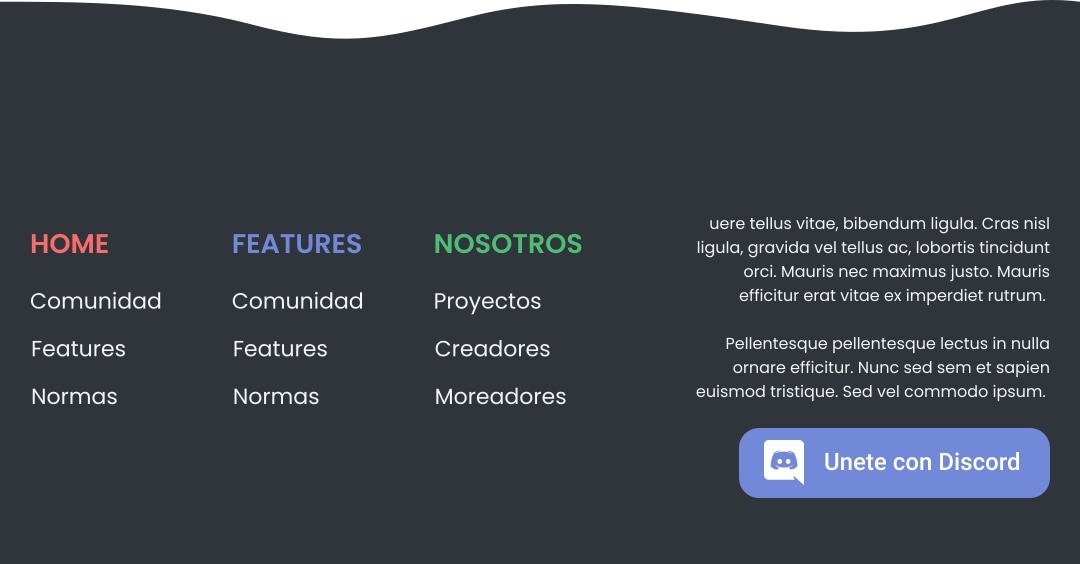 HOME
Comunidad
Features
Normas
FEATURES
Comunidad
Features
Normas
NOSOTROS
Proyectos
Creadores
Moreadores
uere tellus vitae, bibendum ligula. Cras nisl
ligula, gravida vel tellus ac, lobortis tincidunt
orci. Mauris nec maximus justo. Mauris
efficitur erat vitae ex imperdiet rutrum.
Pellentesque pellentesque lectus in nulla
ornare efficitur. Nunc sed sem et sapien
euismod tristique. Sed vel commodo ipsum.
Unete con Discord